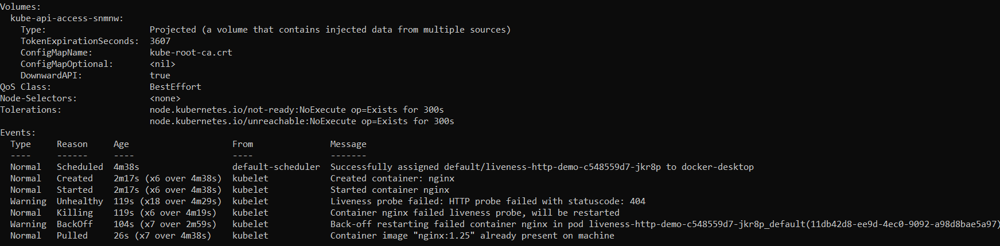 Volumes:
  kube-api-access-snmnw:
    Type:                    Projected (a volume that contains injected data from multiple sources)
    TokenExpirationSeconds:  3607
    ConfigMapName:           kube-root-ca.crt
    ConfigMapOptional:       <nil>
    DownwardAPI:             true
QoS Class:                   BestEffort
Node-Selectors:              <none>
Tolerations:                 node.kubernetes.io/not-ready:NoExecute op=Exists for 300s
                             node.kubernetes.io/unreachable:NoExecute op=Exists for 300s
Events:
  Type     Reason     Age                    From               Message
  ----     ------     ----                   ----               -------
  Normal   Scheduled  4m38s                  default-scheduler  Successfully assigned default/liveness-http-demo-c548559d7-jkr8p to docker-desktop
  Normal   Created    2m17s (x6 over 4m38s)  kubelet            Created container: nginx
  Normal   Started    2m17s (x6 over 4m38s)  kubelet            Started container nginx
  Warning  Unhealthy  119s (x18 over 4m29s)  kubelet            Liveness probe failed: HTTP probe failed with statuscode: 404
  Normal   Killing    119s (x6 over 4m19s)   kubelet            Container nginx failed liveness probe, will be restarted
  Warning  BackOff    104s (x7 over 2m59s)   kubelet            Back-off restarting failed container nginx in pod liveness-http-demo-c548559d7-jkr8p_default(11db42d8-ee9d-4ec0-9092-a98d8bae5a97)
  Normal   Pulled     26s (x7 over 4m38s)    kubelet            Container image "nginx:1.25" already present on machine